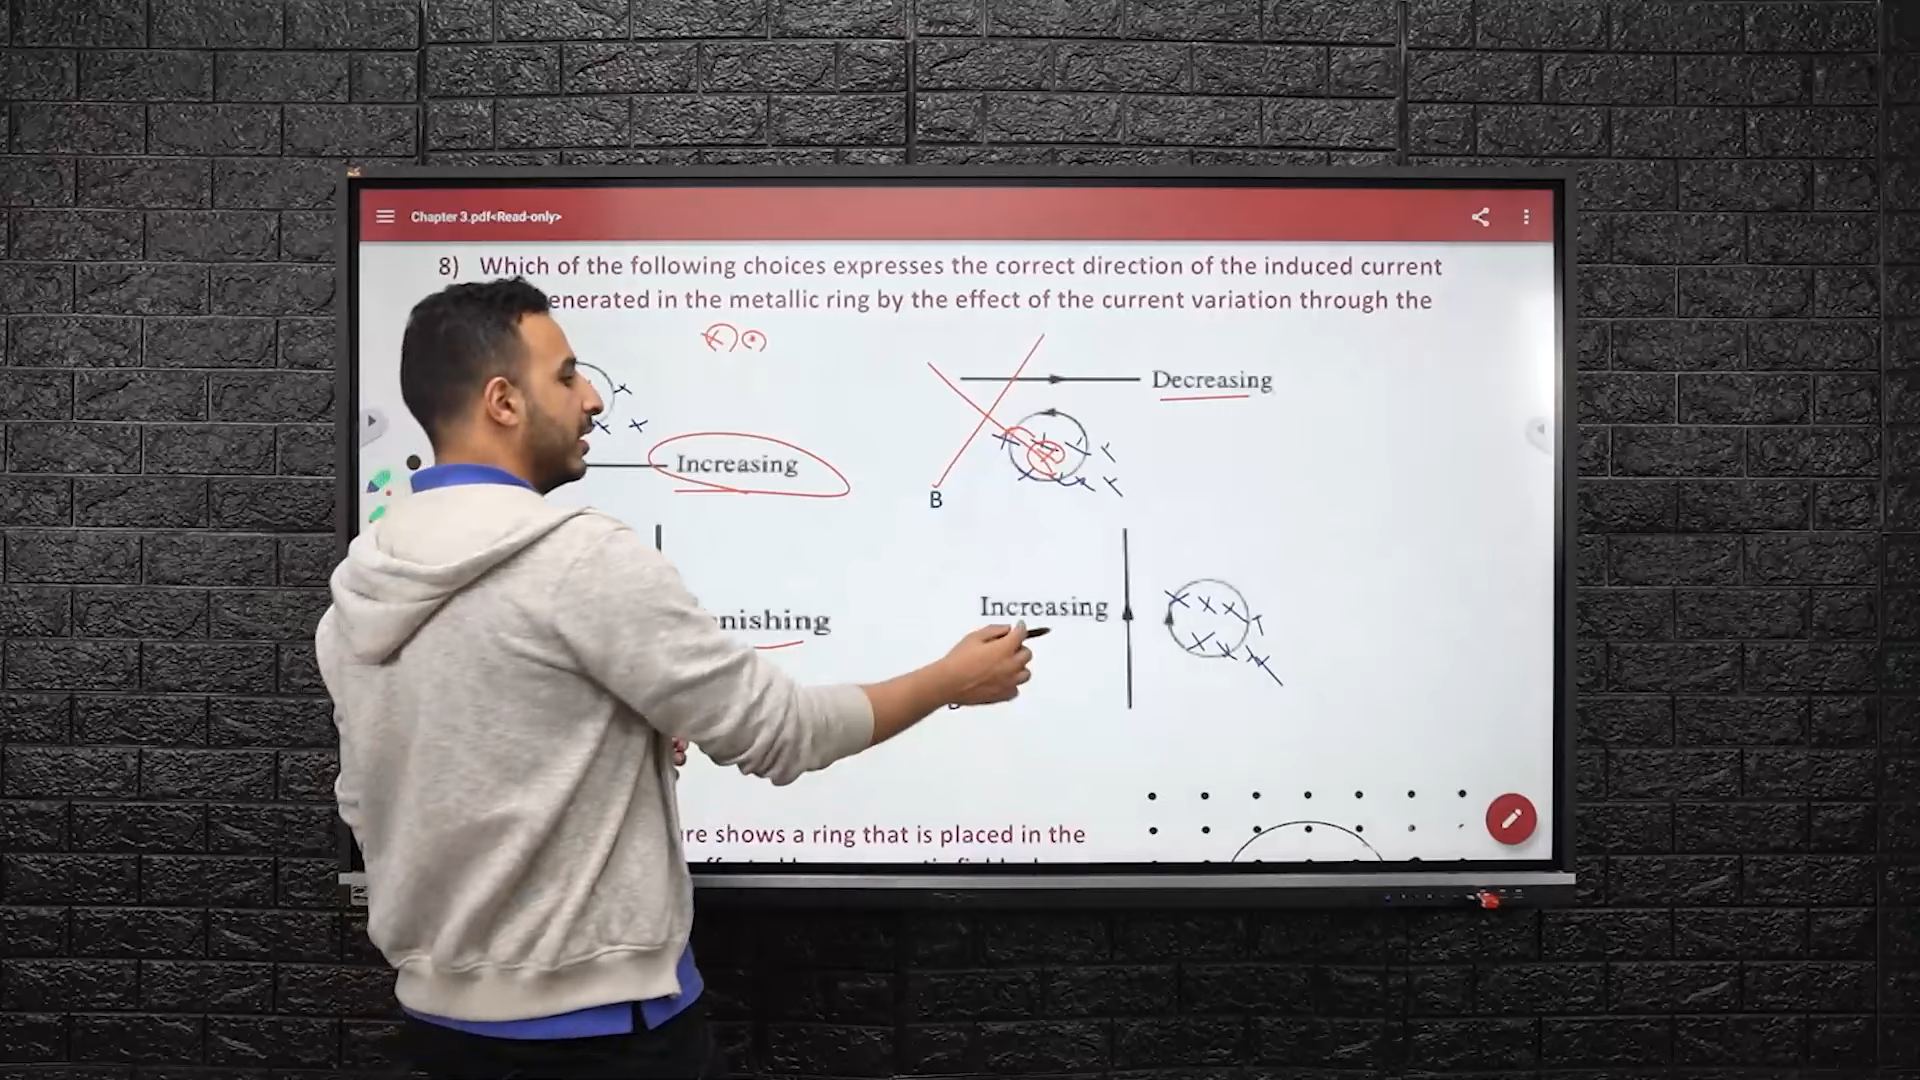 Chapter 3.pdf<Read-only>
8) Which of the following choices expresses the correct direction of the induced current
enerated in the metallic ring by the effect of the current variation through the
Decreasing
Increasing
B
Increasing
nishing
re shows a ring that is placed in the